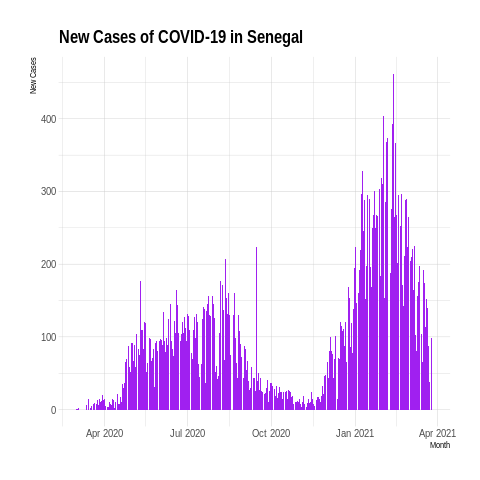 New Cases of COVID-19 in Senegal
New Cases
400
300
200
100
0
Apr 2020 Jul 2020 Oct 2020 Jan 2021 Apr 2021
Month